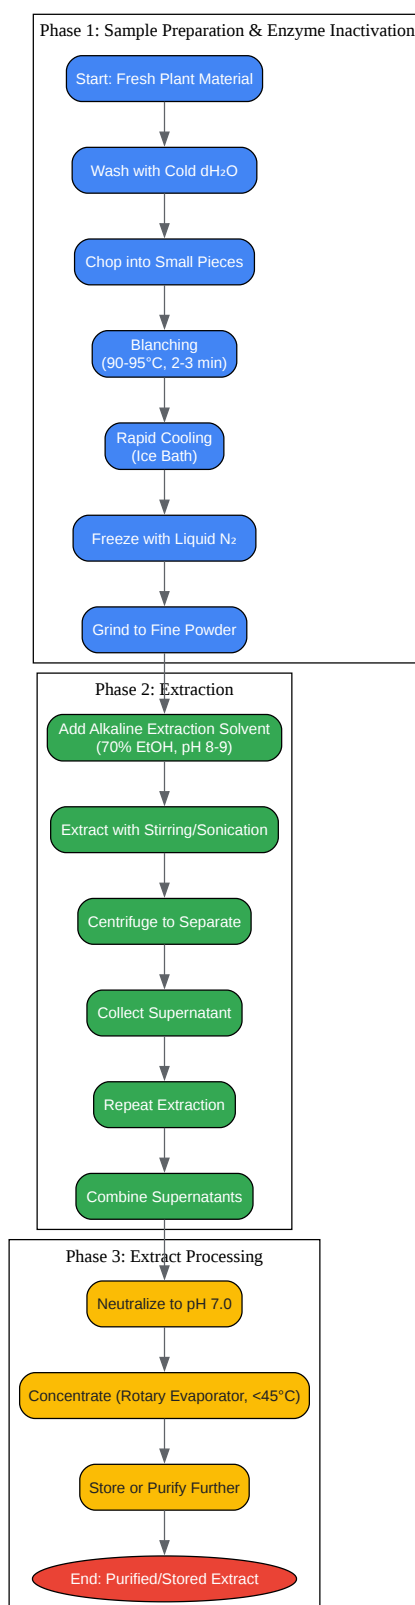 Phase 1: Sample Preparation & Enzyme Inactivation
Start: Fresh Plant Material
Wash with Cold dH₂O
Chop into Small Pieces
Blanching
(90-95°C, 2-3 min)
Rapid Cooling
(Ice Bath)
Freeze with Liquid N₂
Grind to Fine Powder
Phase 2: Extraction
Add Alkaline Extraction Solvent
(70% EtOH, pH 8-9)
Extract with Stirring/Sonication
Centrifuge to Separate
Collect Supernatant
Repeat Extraction
Combine Supernatants
Phase 3: Extract Processing
Neutralize to pH 7.0
Concentrate (Rotary Evaporator, <45°C)
Store or Purify Further
End: Purified/Stored Extract